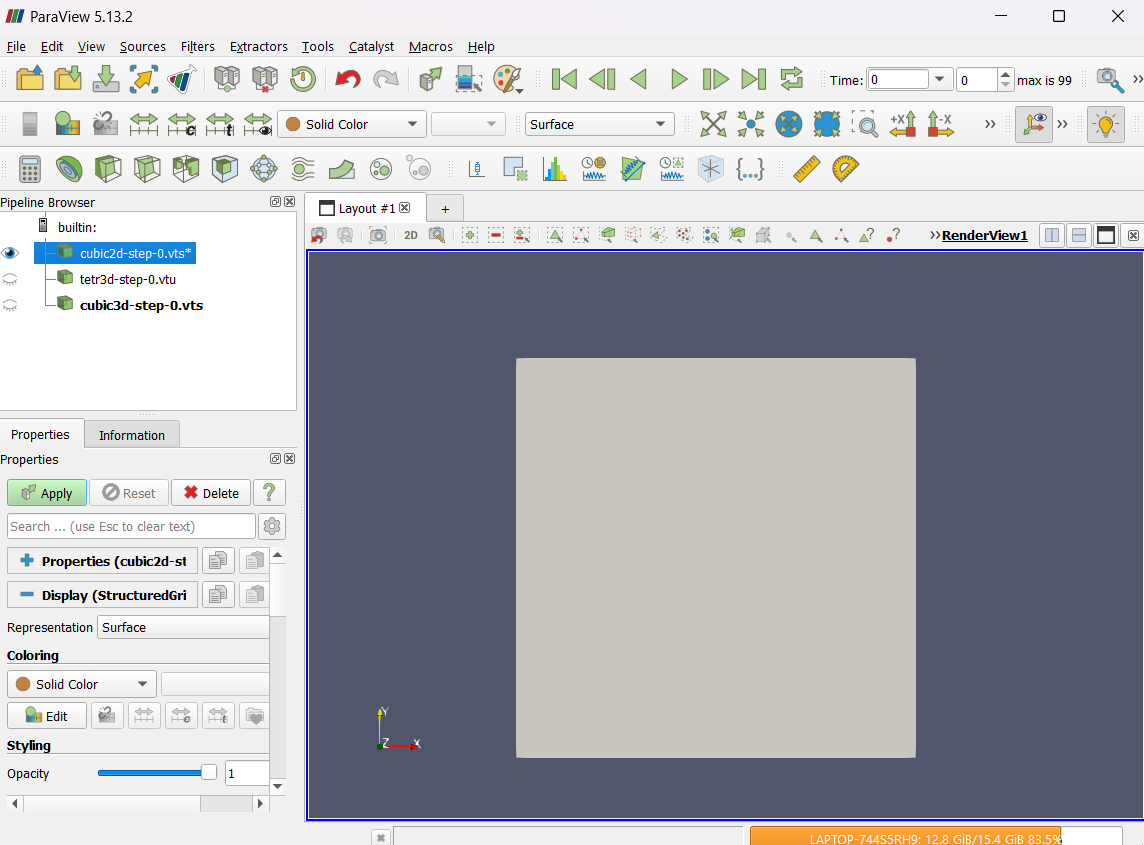 ParaView 5.13.2
File Edit View Sources Filters Extractors Tools Catalyst Macros Help
Time: 0 0 max is 99
Solid Color Surface +X -X
Pipeline Browser
Layout #1 +
builtin:
2D RenderView1
cubic2d-step-0.vts*
tetr3d-step-0.vtu
cubic3d-step-0.vts
Properties Information
Properties
Apply Reset Delete ?
Search ... (use Esc to clear text)
Properties (cubic2d-st
Display (StructuredGri
Representation Surface
Coloring
Solid Color
Edit
Styling
Opacity 1
Y
Z X
LAPTOP-744S5RH9: 12.8 GiB/15.4 GiB 83.5%